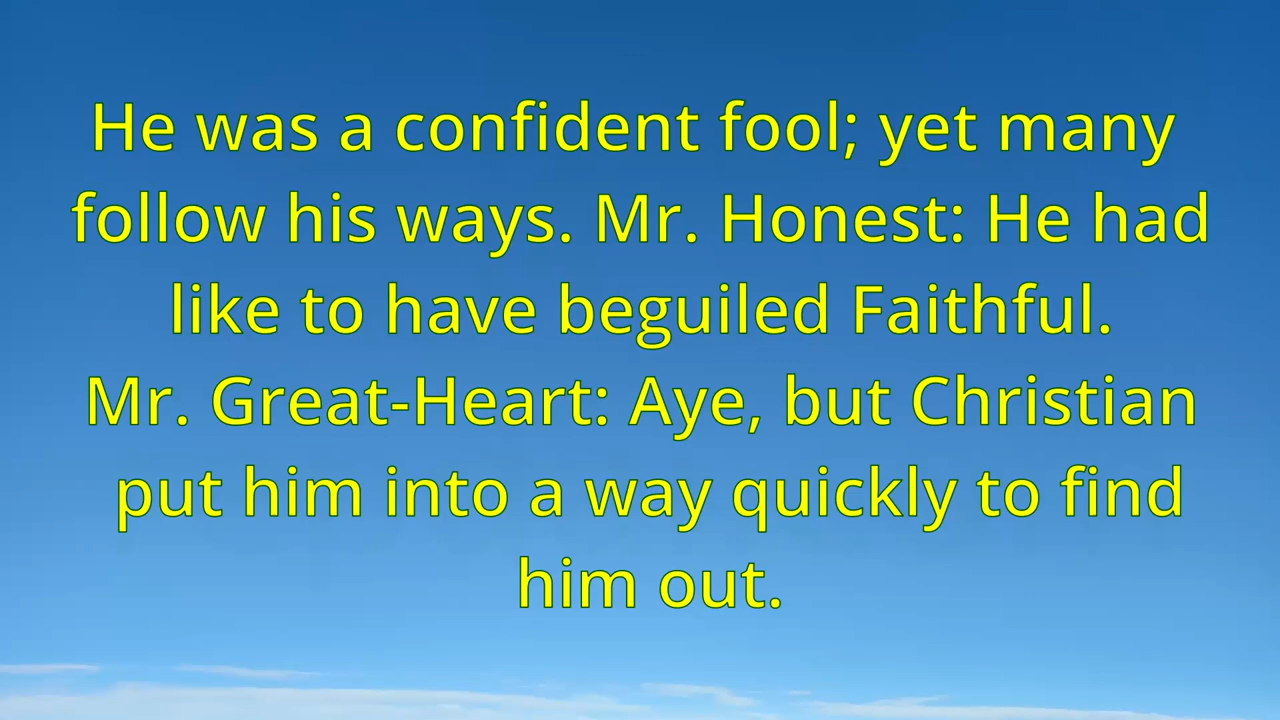 He was a confident fool; yet many
follow his ways. Mr. Honest: He had
like to have beguiled Faithful.
Mr. Great-Heart: Aye, but Christian
put him into a way quickly to find
him out.